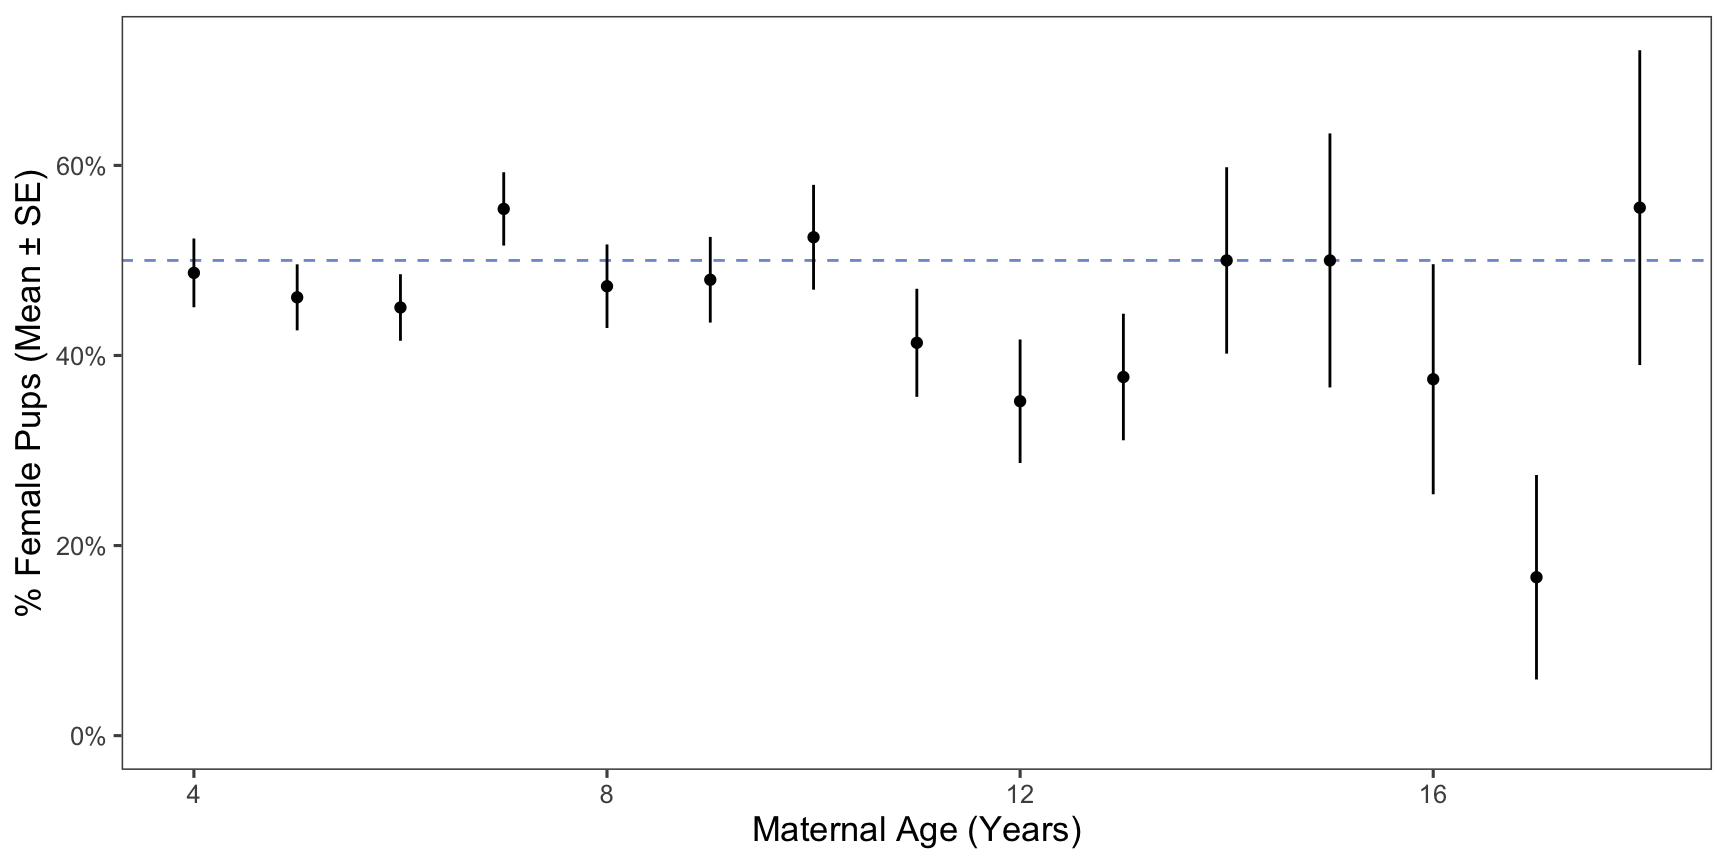 % Female Pups (Mean ± SE)
60%
40%
20%
0%
4 8 12 16
Maternal Age (Years)